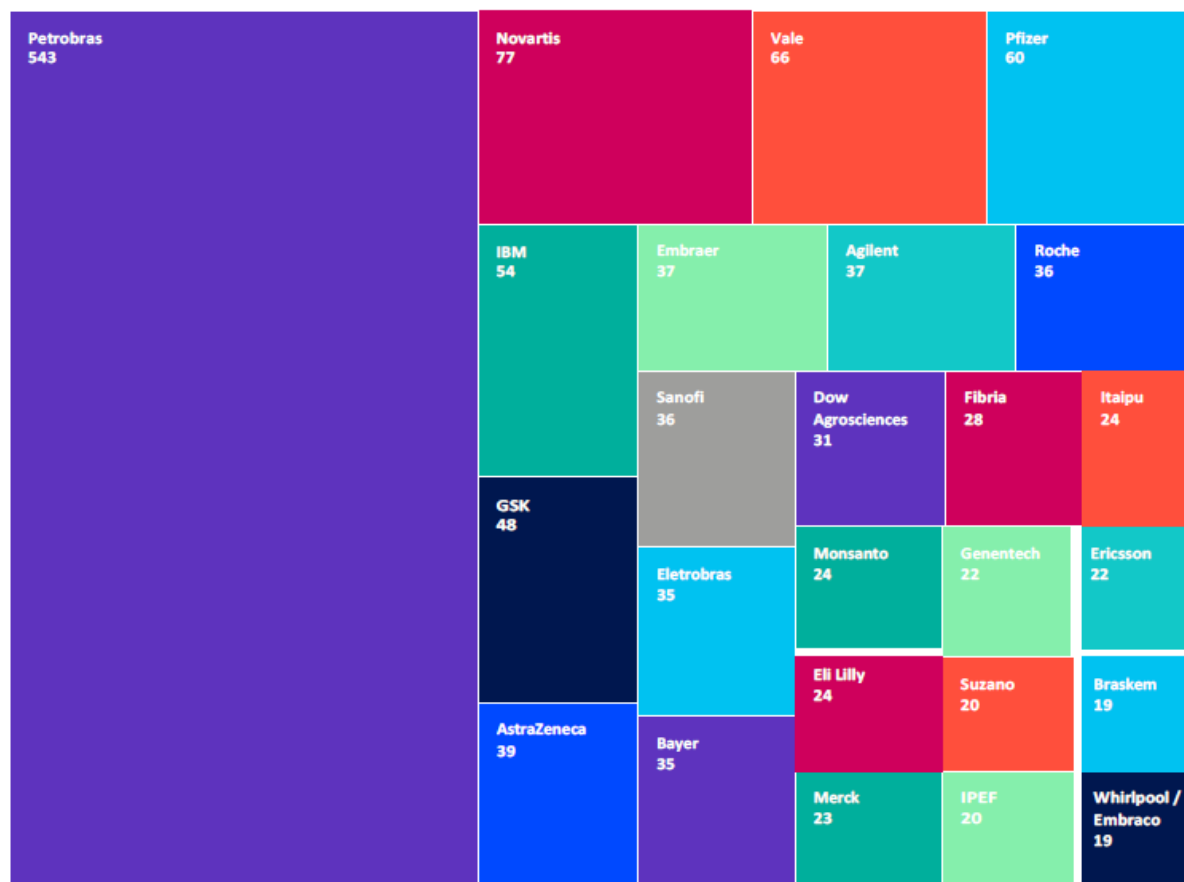 Petrobras
543
Novartis
77
Vale
66
Pfizer
60
IBM
54
Embraer
37
Agilent
37
Roche
36
Sanofi
36
Dow
Agrosciences
31
Fibria
28
Itaipu
24
GSK
48
Eletrobras
35
Monsanto
24
Genentech
22
Ericsson
22
Eli Lilly
24
Suzano
20
Braskem
19
AstraZeneca
39
Bayer
35
Merck
23
IPEF
20
Whirlpool /
Embraco
19